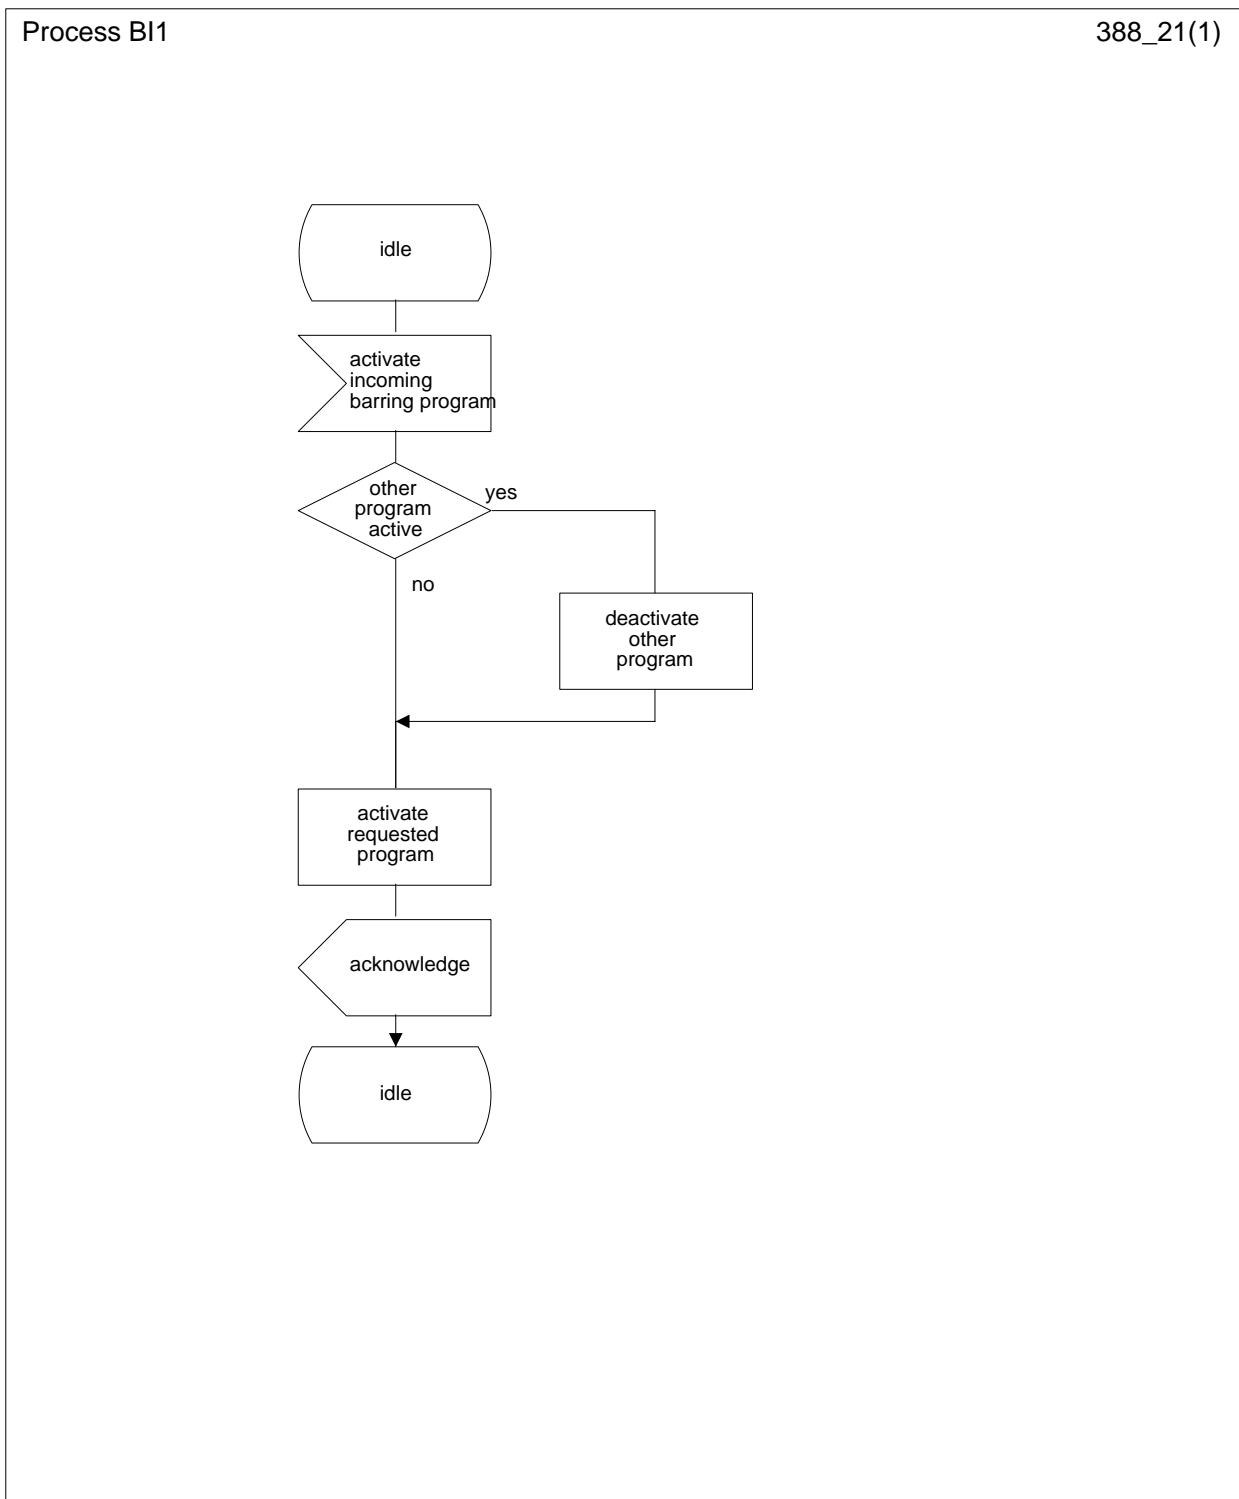 Process BI1
388_21(1)
idle
activate
incoming
barring program
other
program
active
yes
no
deactivate
other
program
activate
requested
program
acknowledge
idle